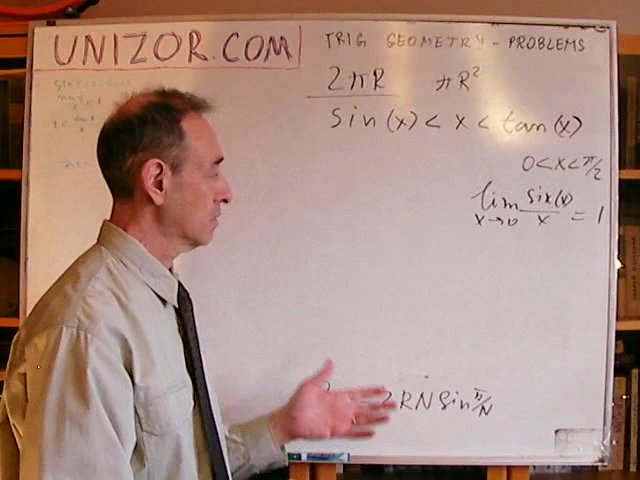 UNIZOR.COM
TRIG GEOMETRY - PROBLEMS
2πR πR²
sin(x) < x < tan(x)
0<x<π/2
lim six(x)/x = 1
x→0
2RN sin π/N